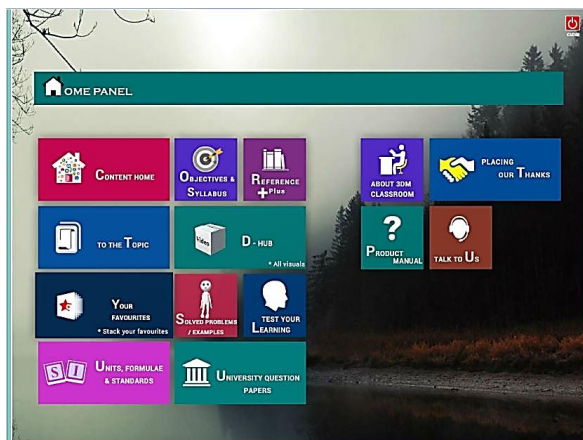 CLOSE
HOME PANEL
CONTENT HOME
OBJECTIVES &
SYLLABUS
REFERENCE
+Plus
ABOUT 3DM
CLASSROOM
PLACING
OUR THANKS
TO THE TOPIC
Video
D - HUB
* All visuals
?
PRODUCT
MANUAL
TALK TO US
YOUR
FAVOURITES
* Stack your favourites
SOLVED PROBLEMS
/ EXAMPLES
TEST YOUR
LEARNING
S I
UNITS, FORMULAE
& STANDARDS
UNIVERSITY QUESTION
PAPERS